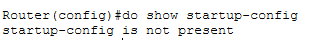 Router(config)#do show startup-config
startup-config is not present